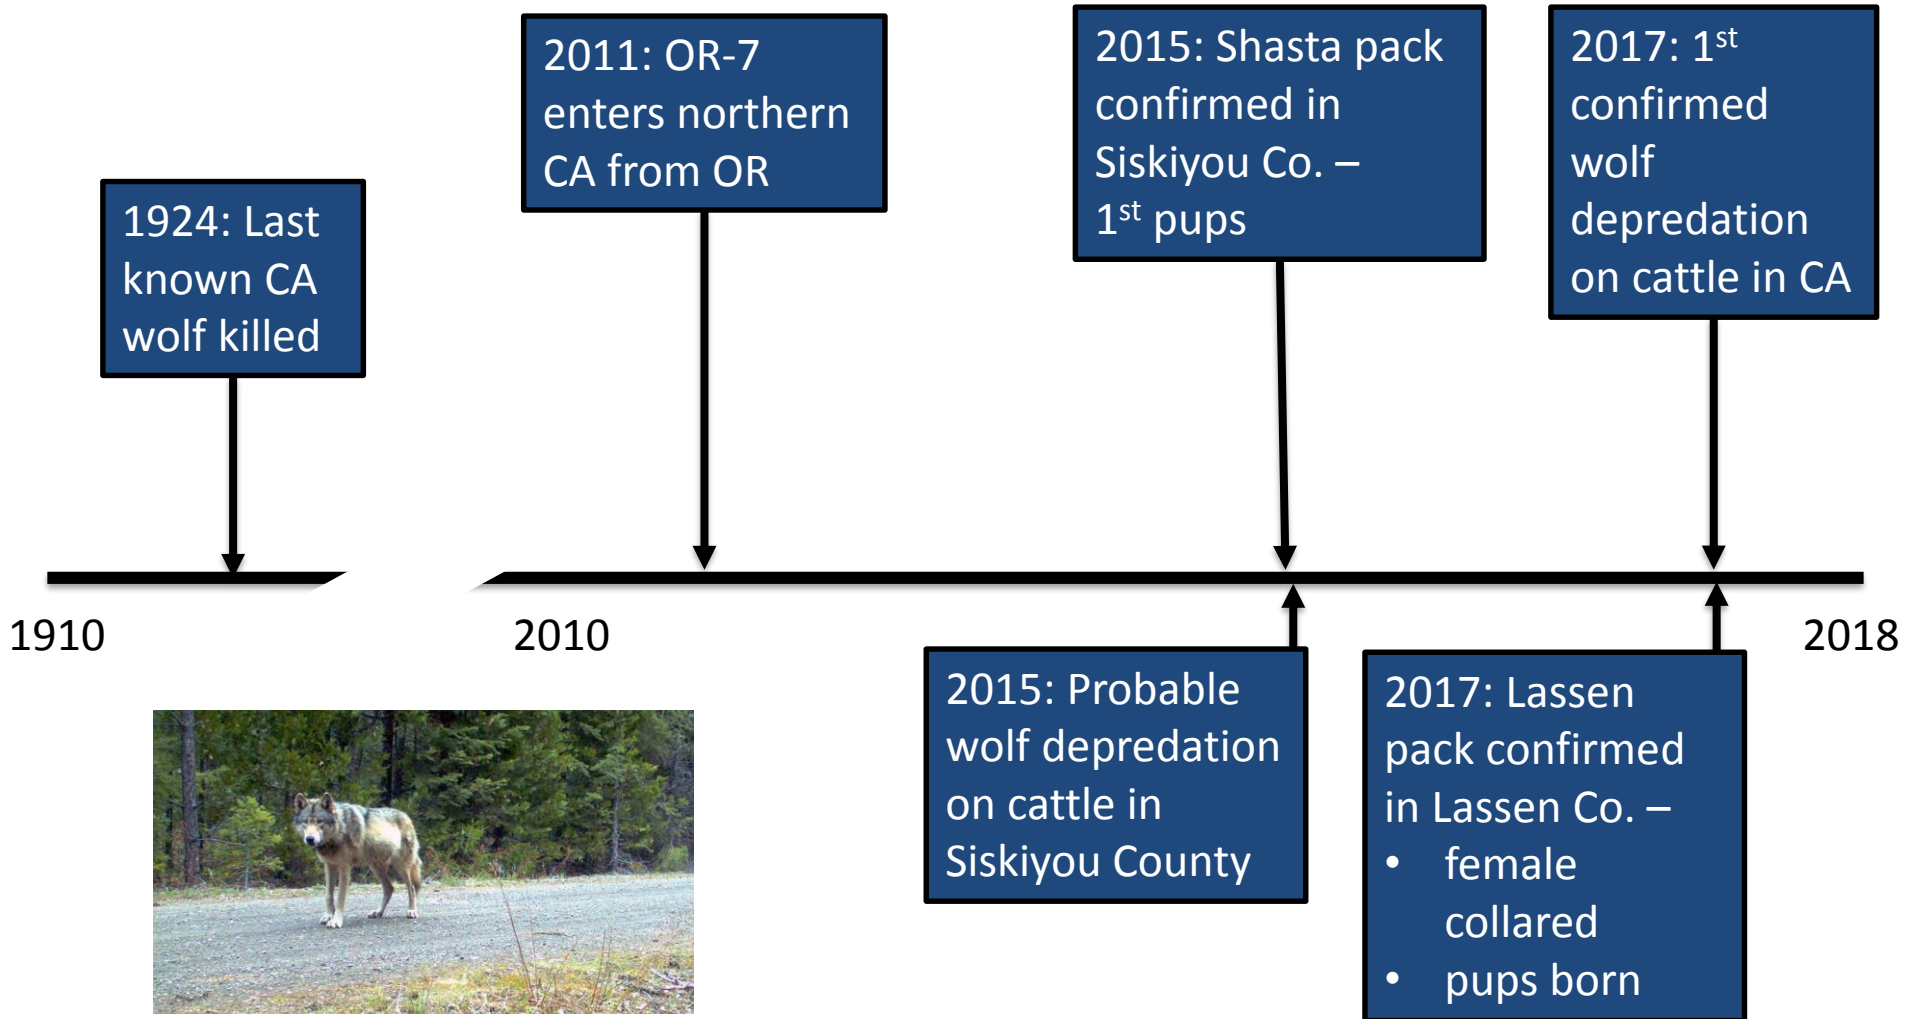 1924: Last
known CA
wolf killed
2011: OR-7
enters northern
CA from OR
2015: Shasta pack
confirmed in
Siskiyou Co. –
1st pups
2017: 1st
confirmed
wolf
depredation
on cattle in CA
1910
2010
2018
2015: Probable
wolf depredation
on cattle in
Siskiyou County
2017: Lassen
pack confirmed
in Lassen Co. –
• female
collared
• pups born